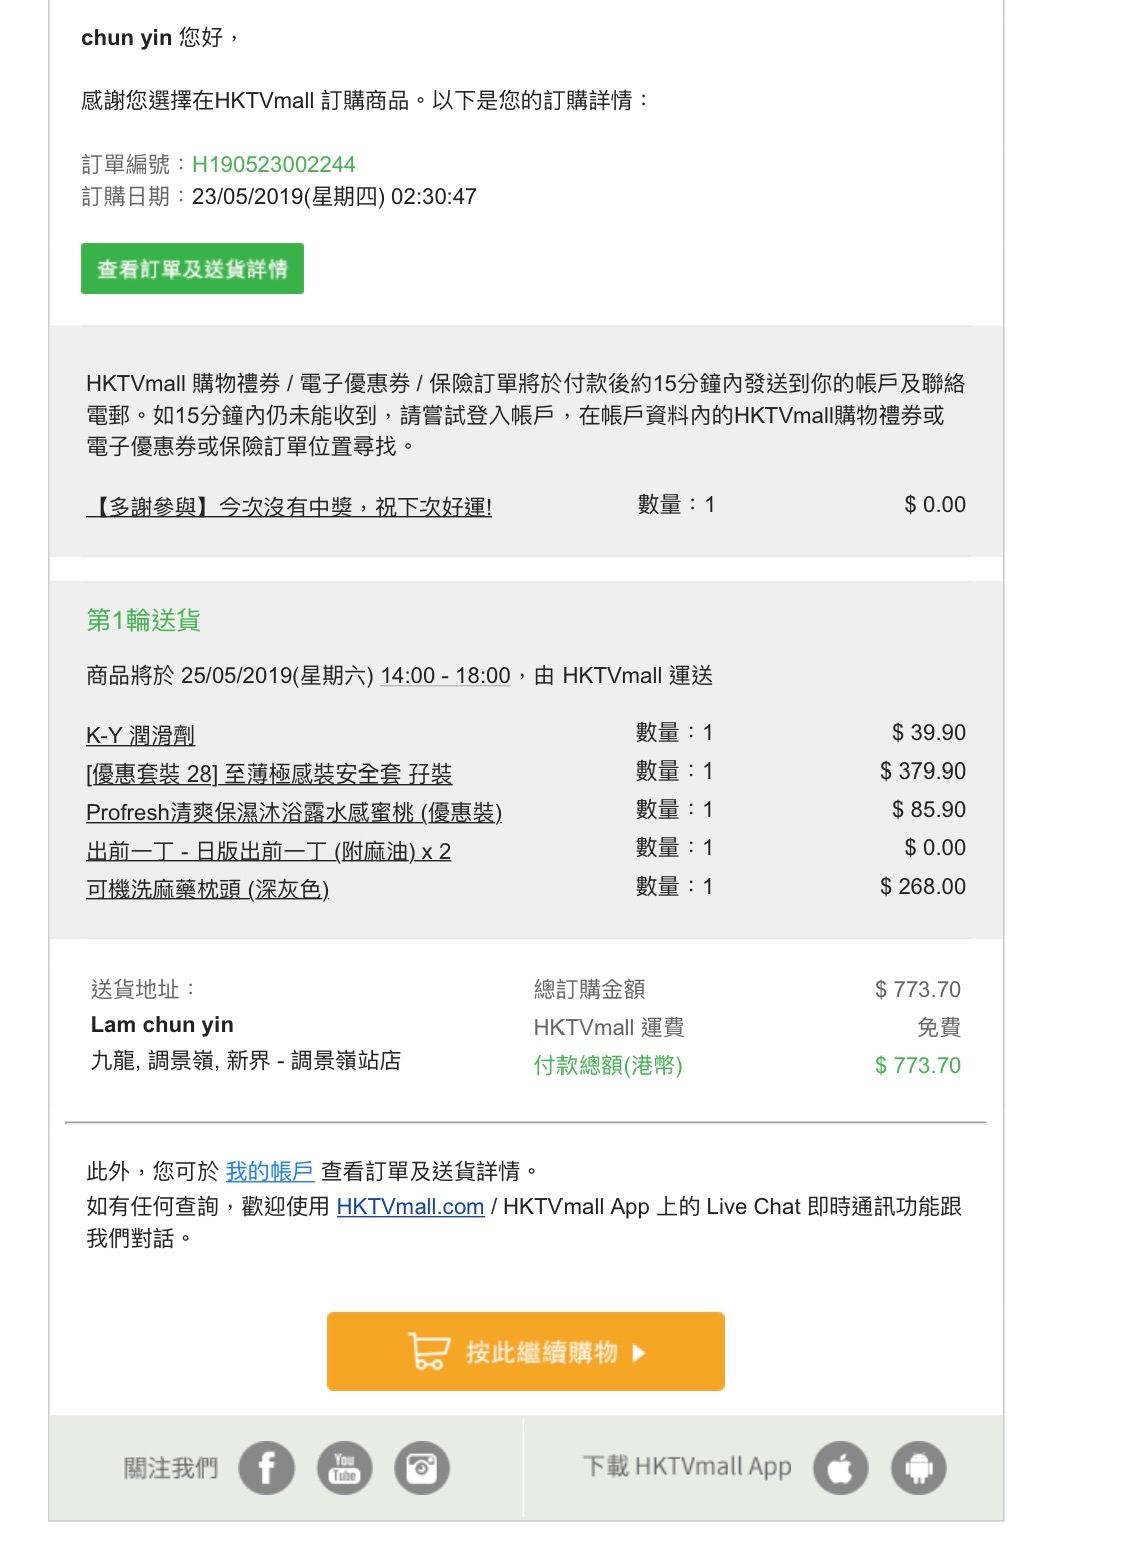 chun yin 您好，
感謝您選擇在HKTVmall 訂購商品。以下是您的訂購詳情：
訂單編號：H190523002244
訂購日期：23/05/2019(星期四) 02:30:47
查看訂單及送貨詳情
HKTVmall 購物禮券 / 電子優惠券 / 保險訂單將於付款後約15分鐘內發送到你的帳戶及聯絡
電郵。如15分鐘內仍未能收到，請嘗試登入帳戶，在帳戶資料內的HKTVmall購物禮券或
電子優惠券或保險訂單位置尋找。
【多謝參與】今次沒有中獎，祝下次好運! 數量：1 $ 0.00
第1輪送貨
商品將於 25/05/2019(星期六) 14:00 - 18:00，由 HKTVmall 運送
K-Y 潤滑劑 數量：1 $ 39.90
[優惠套裝 28] 至薄極感裝安全套 孖裝 數量：1 $ 379.90
Profresh清爽保濕沐浴露水感蜜桃 (優惠裝) 數量：1 $ 85.90
出前一丁 - 日版出前一丁 (附麻油) x 2 數量：1 $ 0.00
可機洗麻藥枕頭 (深灰色) 數量：1 $ 268.00
送貨地址： 總訂購金額 $ 773.70
Lam chun yin HKTVmall 運費 免費
九龍, 調景嶺, 新界 - 調景嶺站店 付款總額(港幣) $ 773.70
此外，您可於 我的帳戶 查看訂單及送貨詳情。
如有任何查詢，歡迎使用 HKTVmall.com / HKTVmall App 上的 Live Chat 即時通訊功能跟
我們對話。
按此繼續購物
關注我們 f You Tube 下載 HKTVmall App